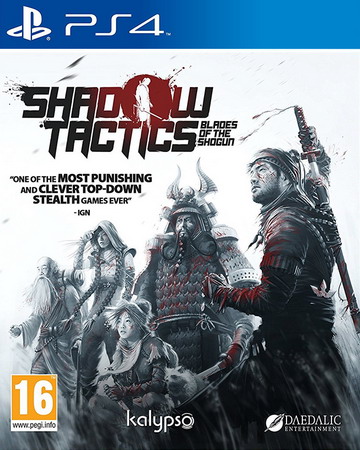 PS4
SHADOW
TACTICS
BLADES
OF THE
SHOGUN
"ONE OF THE MOST PUNISHING
AND CLEVER TOP-DOWN
STEALTH GAMES EVER"
- IGN
16
www.pegi.info
kalypso
DAEDALIC
ENTERTAINMENT